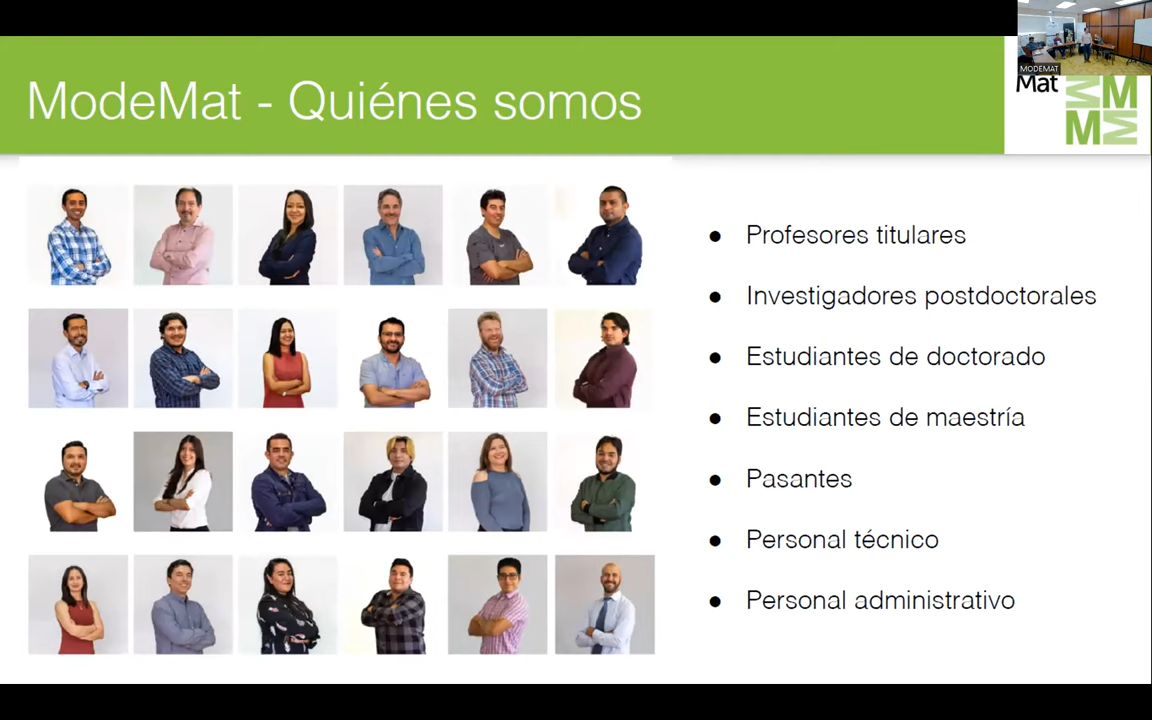 ModeMat - Quiénes somos
MODEMAT
Mat
M
M
M
M
● Profesores titulares
● Investigadores postdoctorales
● Estudiantes de doctorado
● Estudiantes de maestría
● Pasantes
● Personal técnico
● Personal administrativo